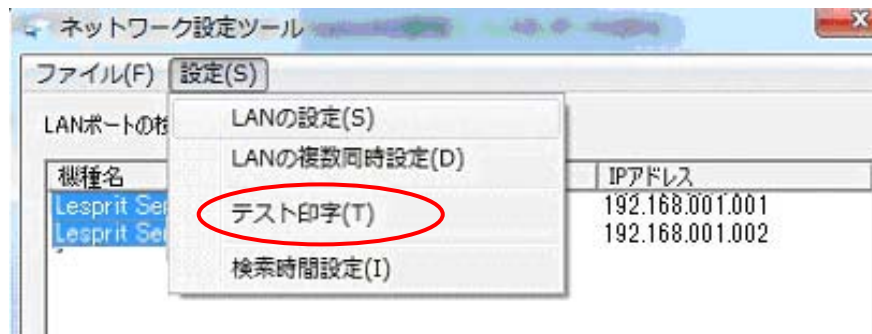 ネットワーク設定ツール
ファイル(F) 設定(S)
LANポートの検
LANの設定(S)
LANの複数同時設定(D)
テスト印字(T)
検索時間設定(I)
機種名 IPアドレス
Lesprit Ser 192.168.001.001
Lesprit Ser 192.168.001.002